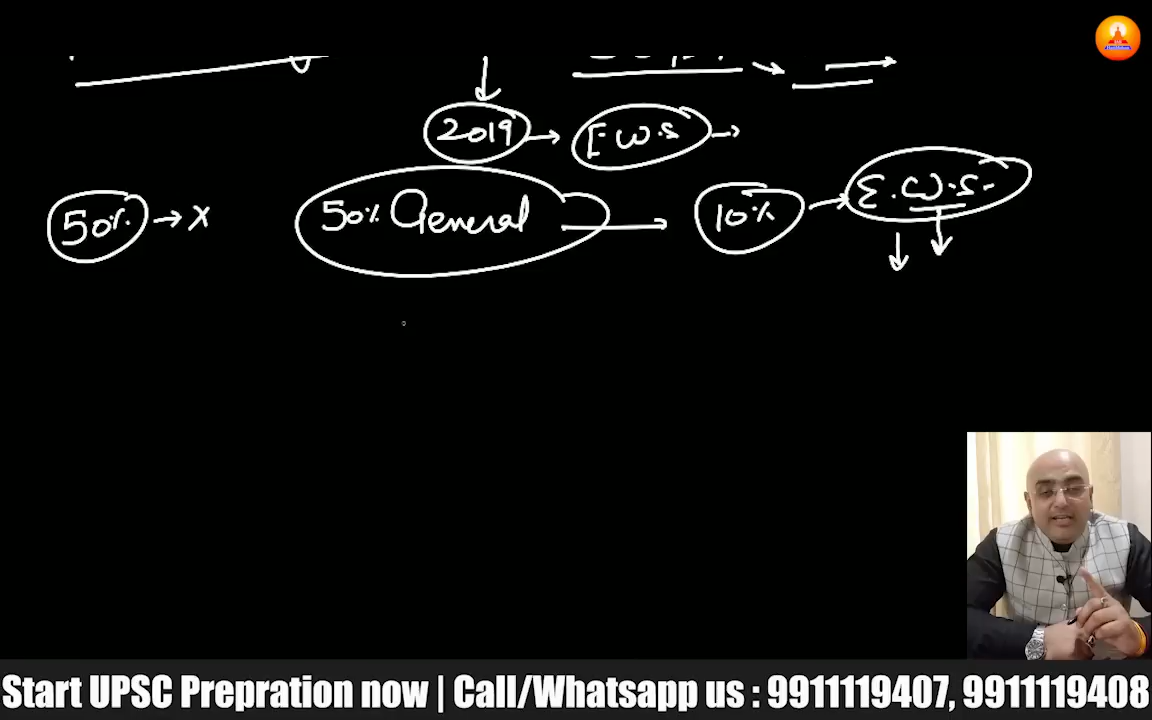 2019 → E.W.S →
50% → X 50% General → 10% → E.W.S.
Start UPSC Prepration now | Call/Whatsapp us : 9911119407, 9911119408